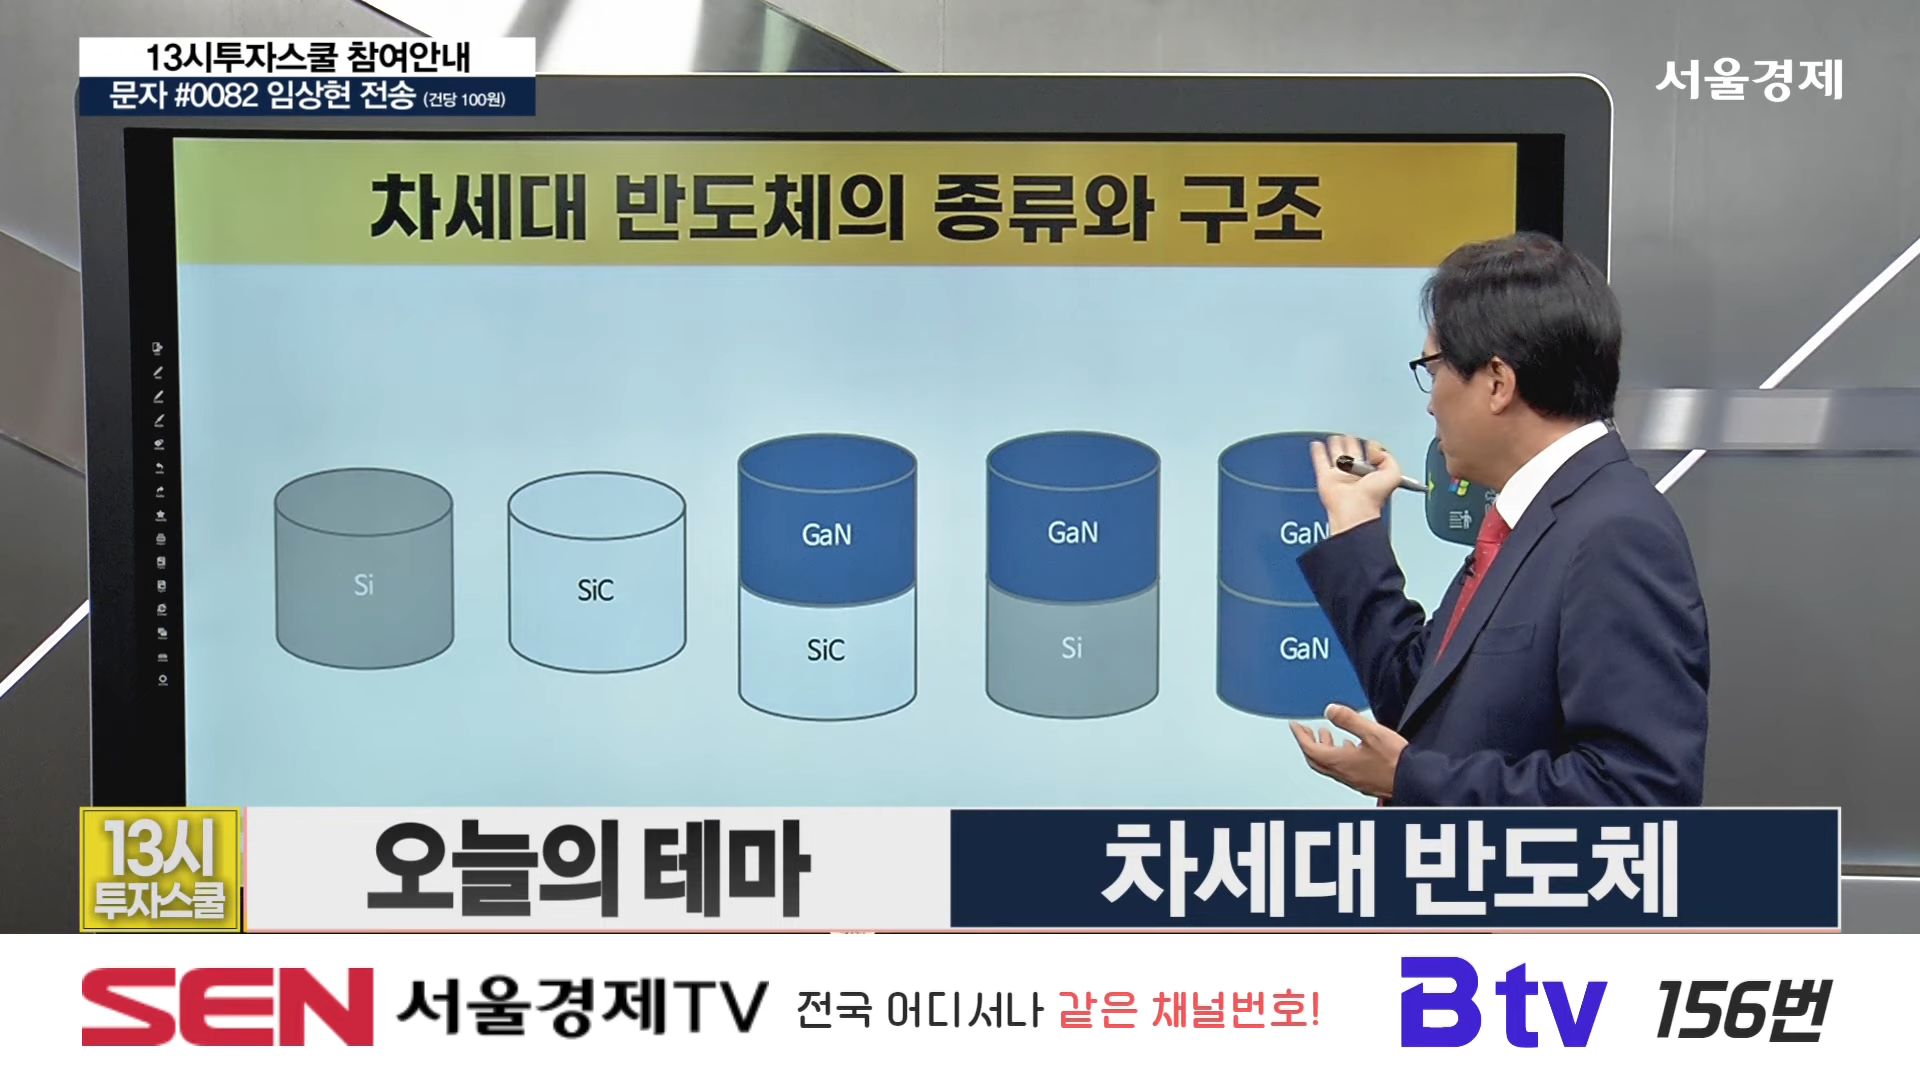 13시투자스쿨 참여안내
문자 #0082 임상현 전송 (건당 100원)
서울경제
차세대 반도체의 종류와 구조
Si
SiC
GaN
SiC
GaN
Si
GaN
GaN
13시
투자스쿨
오늘의 테마
차세대 반도체
SEN 서울경제TV 전국 어디서나 같은 채널번호! B tv 156번